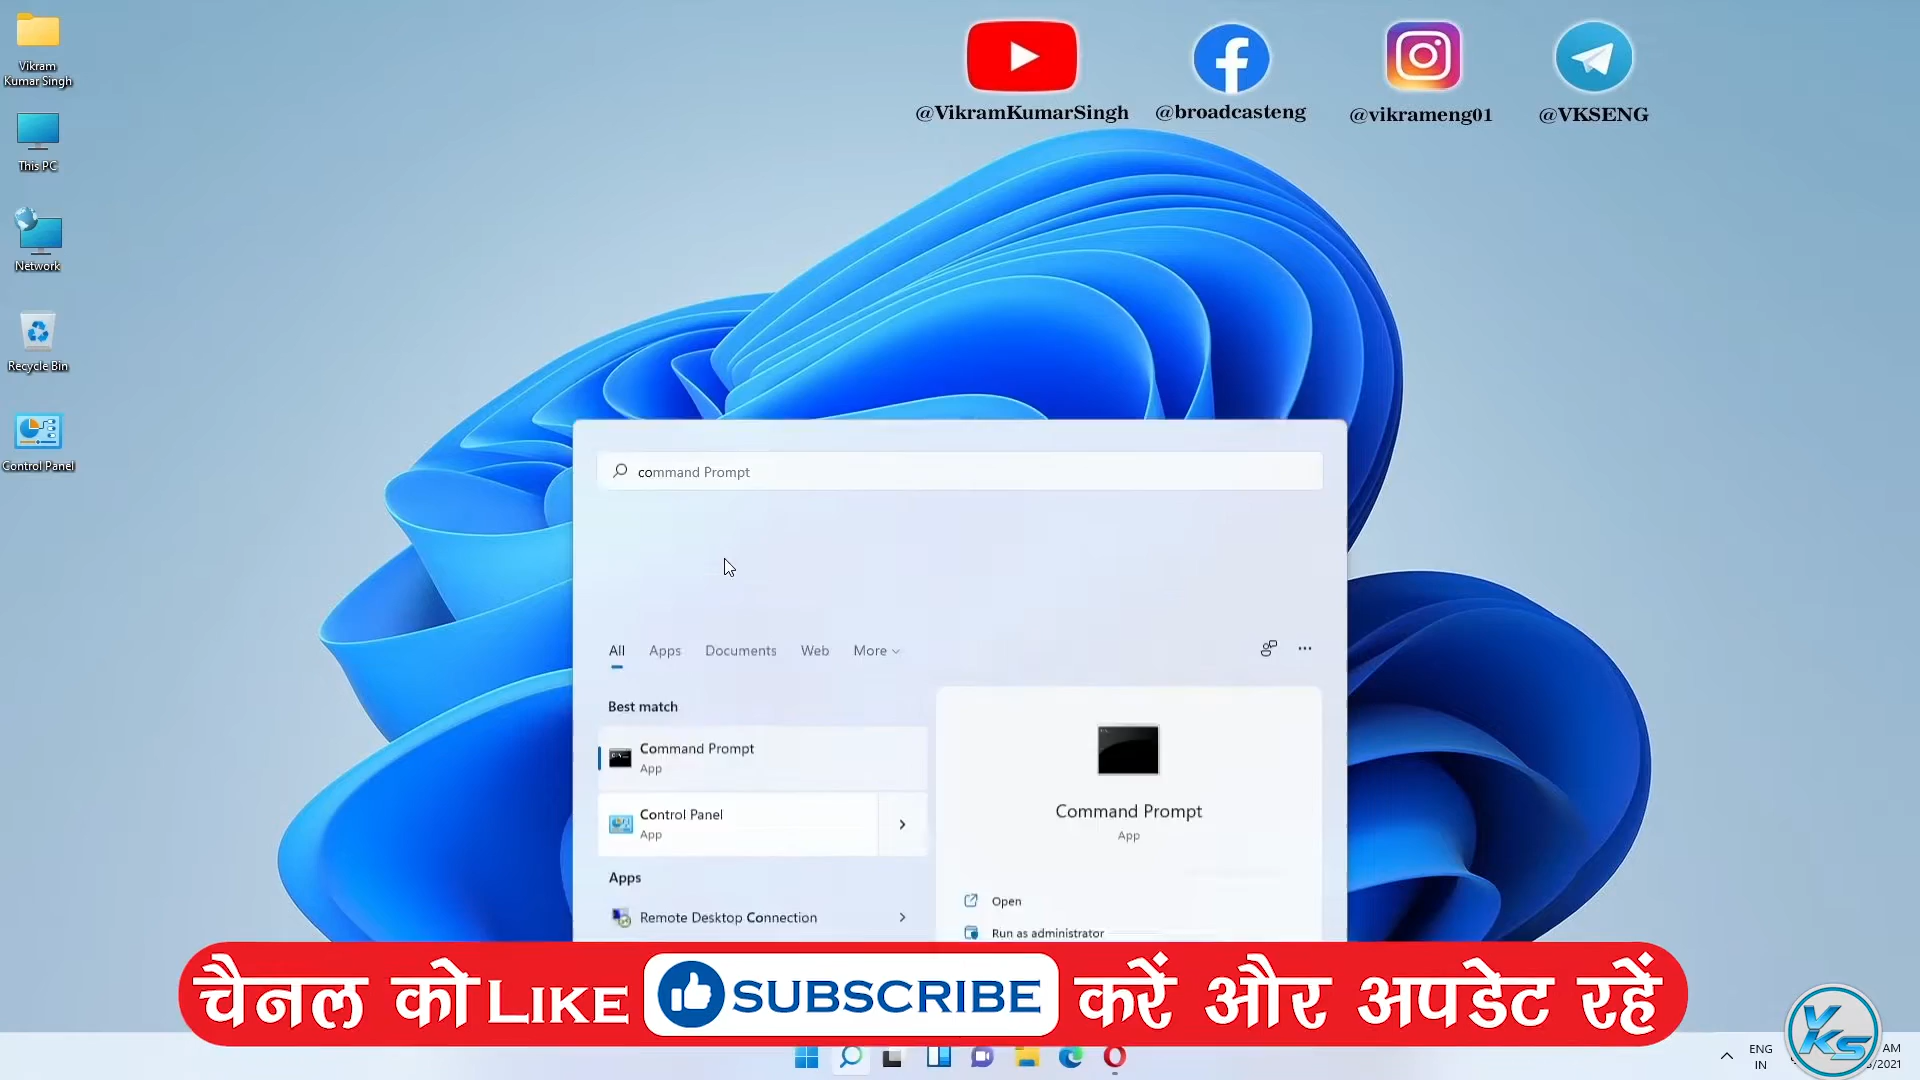 Vikram
Kumar Singh
This PC
Network
Recycle Bin
Control Panel
@VikramKumarSingh
@broadcasteng
@vikrameng01
@VKSENG
command Prompt
All
Apps
Documents
Web
More
Best match
Command Prompt
App
Control Panel
App
Apps
Remote Desktop Connection
Command Prompt
App
Open
Run as administrator
चैनल को LIKE SUBSCRIBE करें और अपडेट रहें
ENG
IN
AM
/2021
VKS